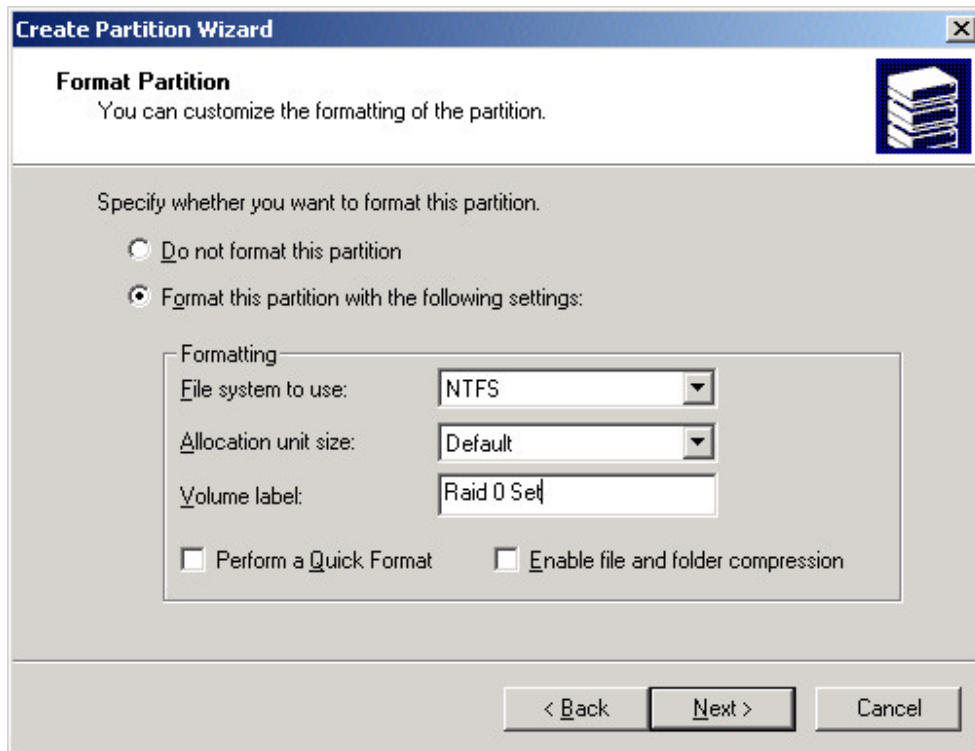 Create Partition Wizard
Format Partition
You can customize the formatting of the partition.
Specify whether you want to format this partition.
Do not format this partition
Format this partition with the following settings:
Formatting
File system to use: NTFS
Allocation unit size: Default
Volume label: Raid 0 Set
Perform a Quick Format Enable file and folder compression
< Back Next > Cancel